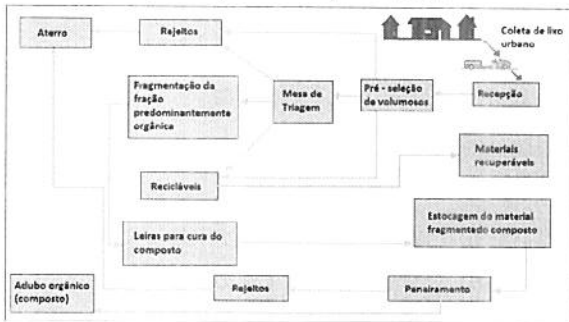 Aterro
Rejeitos
Coleta de lixo
urbano
Fragmentação da
fração
predominantemente
orgânica
Mesa de
Triagem
Pré - seleção
de volumosos
Recepção
Materiais
recuperáveis
Recicláveis
Leiras para cura do
composto
Estocagem do material
fragmentado composto
Adubo orgânico
(composto)
Rejeitos
Peneiramento